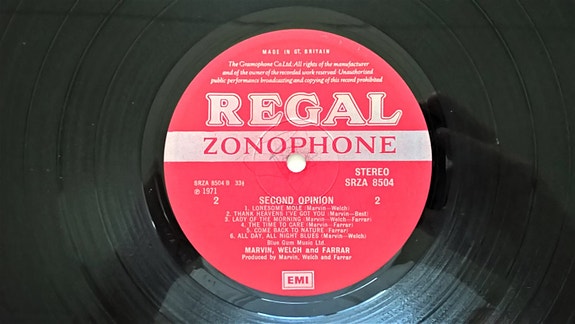 MADE IN GT. BRITAIN
The Gramophone Co.Ltd. All rights of the manufacturer
and of the owner of the recorded work reserved Unauthorised
public performance broadcasting and copying of this record prohibited
REGAL
ZONOPHONE
STEREO
SRZA 8504 B 33⅓ SRZA 8504
℗ 1971
2 SECOND OPINION 2
1. LONESOME MOLE (Marvin—Welch)
2. THANK HEAVENS I'VE GOT YOU (Marvin—Best)
3. LADY OF THE MORNING (Marvin—Welch—Farrar)
4. THE TIME TO CARE (Marvin—Welch)
5. COME BACK TO NATURE (Farrar)
6. ALL DAY, ALL NIGHT BLUES (Marvin—Welch)
Blue Gum Music Ltd.
MARVIN, WELCH and FARRAR
Produced by Marvin, Welch and Farrar
EMI